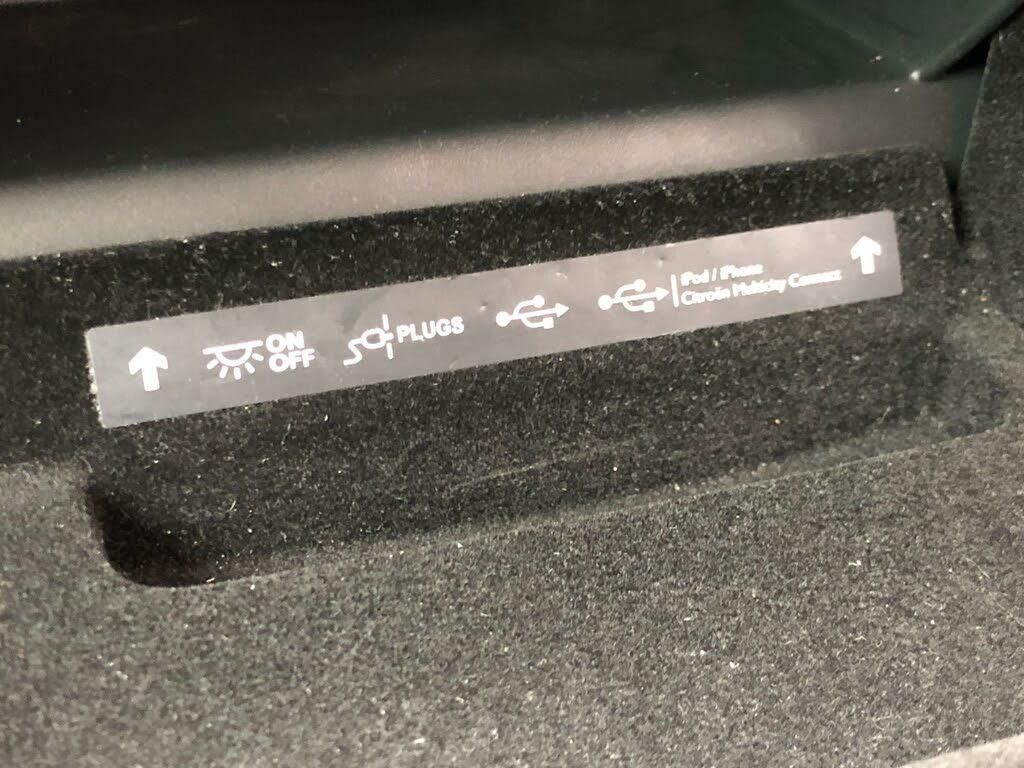 ON
OFF
PLUGS
iPod / iPhone
Citroën Multicity Connect